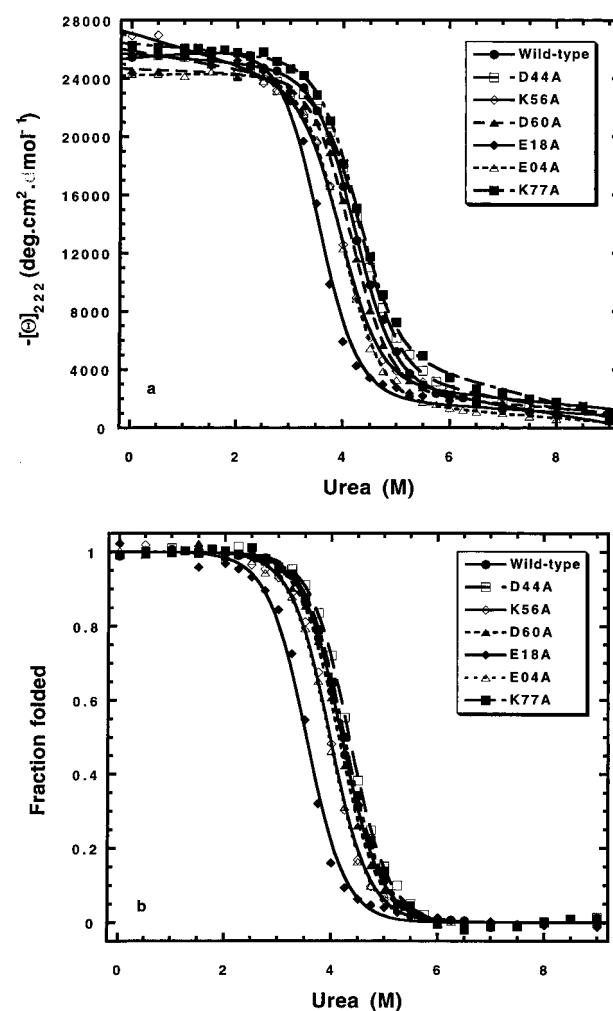 28000
24000
20000
16000
12000
8000
4000
0
-[Θ]222 (deg.cm2.dmol-1)
Wild-type
D44A
K56A
D60A
E18A
E04A
K77A
a
0 2 4 6 8
Urea (M)
1
0.8
0.6
0.4
0.2
0
Fraction folded
Wild-type
D44A
K56A
D60A
E18A
E04A
K77A
b
0 2 4 6 8
Urea (M)